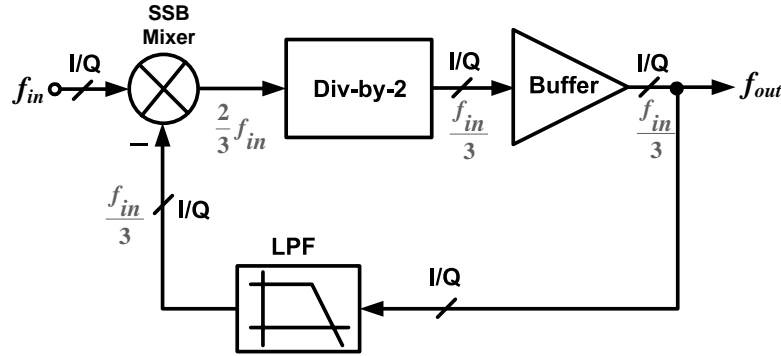 SSB
Mixer
I/Q
f_in
Div-by-2
I/Q
Buffer
I/Q
f_out
2/3 f_in
f_in/3
f_in/3
−
f_in/3
I/Q
LPF
I/Q